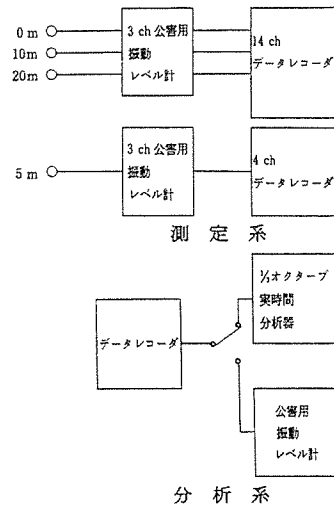 0 m
10m
20m
3 ch 公害用
振動
レベル計
14 ch
データレコーダ
5 m
3 ch 公害用
振動
レベル計
4 ch
データレコーダ
測 定 系
データレコーダ
⅓オクターブ
実時間
分析器
公害用
振動
レベル計
分 析 系